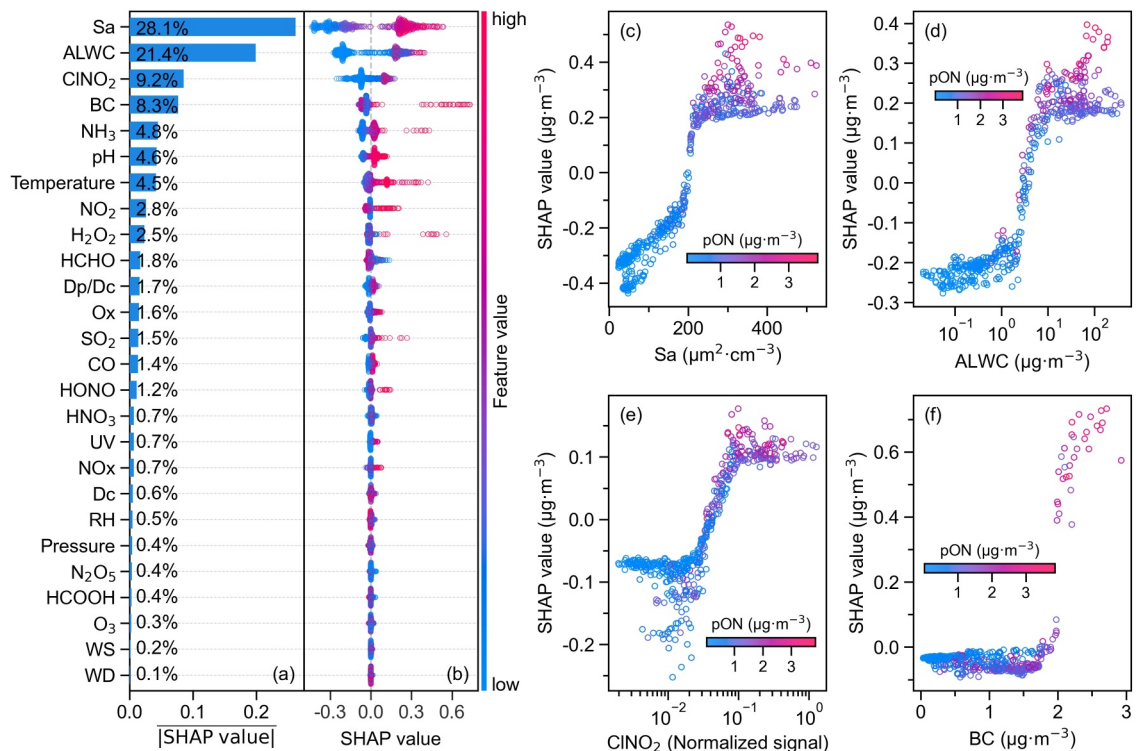 Sa 28.1%
ALWC 21.4%
ClNO₂ 9.2%
BC 8.3%
NH₃ 4.8%
pH 4.6%
Temperature 4.5%
NO₂ 2.8%
H₂O₂ 2.5%
HCHO 1.8%
Dp/Dc 1.7%
Ox 1.6%
SO₂ 1.5%
CO 1.4%
HONO 1.2%
HNO₃ 0.7%
UV 0.7%
NOx 0.7%
Dc 0.6%
RH 0.5%
Pressure 0.4%
N₂O₅ 0.4%
HCOOH 0.4%
O₃ 0.3%
WS 0.2%
WD 0.1%
(a)
0.0 0.1 0.2
|SHAP value|
(b)
-0.3 0.0 0.3 0.6
SHAP value
high
Feature value
low
(c)
0.4
0.3
0.2
0.1
0.0
-0.1
-0.2
-0.3
-0.4
SHAP value (μg·m⁻³)
pON (μg·m⁻³)
1 2 3
0 200 400
Sa (μm²·cm⁻³)
(d)
0.4
0.3
0.2
0.1
0.0
-0.1
-0.2
-0.3
SHAP value (μg·m⁻³)
pON (μg·m⁻³)
1 2 3
10⁻¹ 10⁰ 10¹ 10²
ALWC (μg·m⁻³)
(e)
0.1
0.0
-0.1
-0.2
SHAP value (μg·m⁻³)
pON (μg·m⁻³)
1 2 3
10⁻² 10⁻¹ 10⁰
ClNO₂ (Normalized signal)
(f)
0.6
0.4
0.2
0.0
SHAP value (μg·m⁻³)
pON (μg·m⁻³)
1 2 3
0 1 2 3
BC (μg·m⁻³)